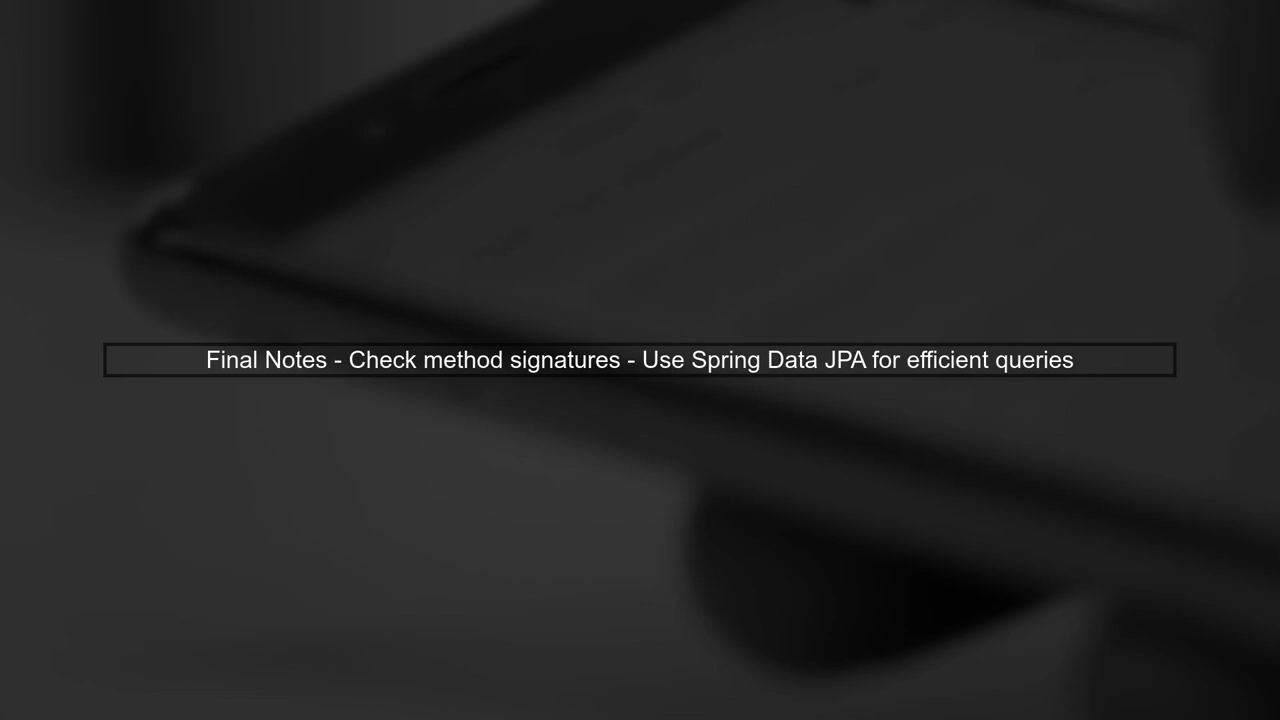 Final Notes - Check method signatures - Use Spring Data JPA for efficient queries